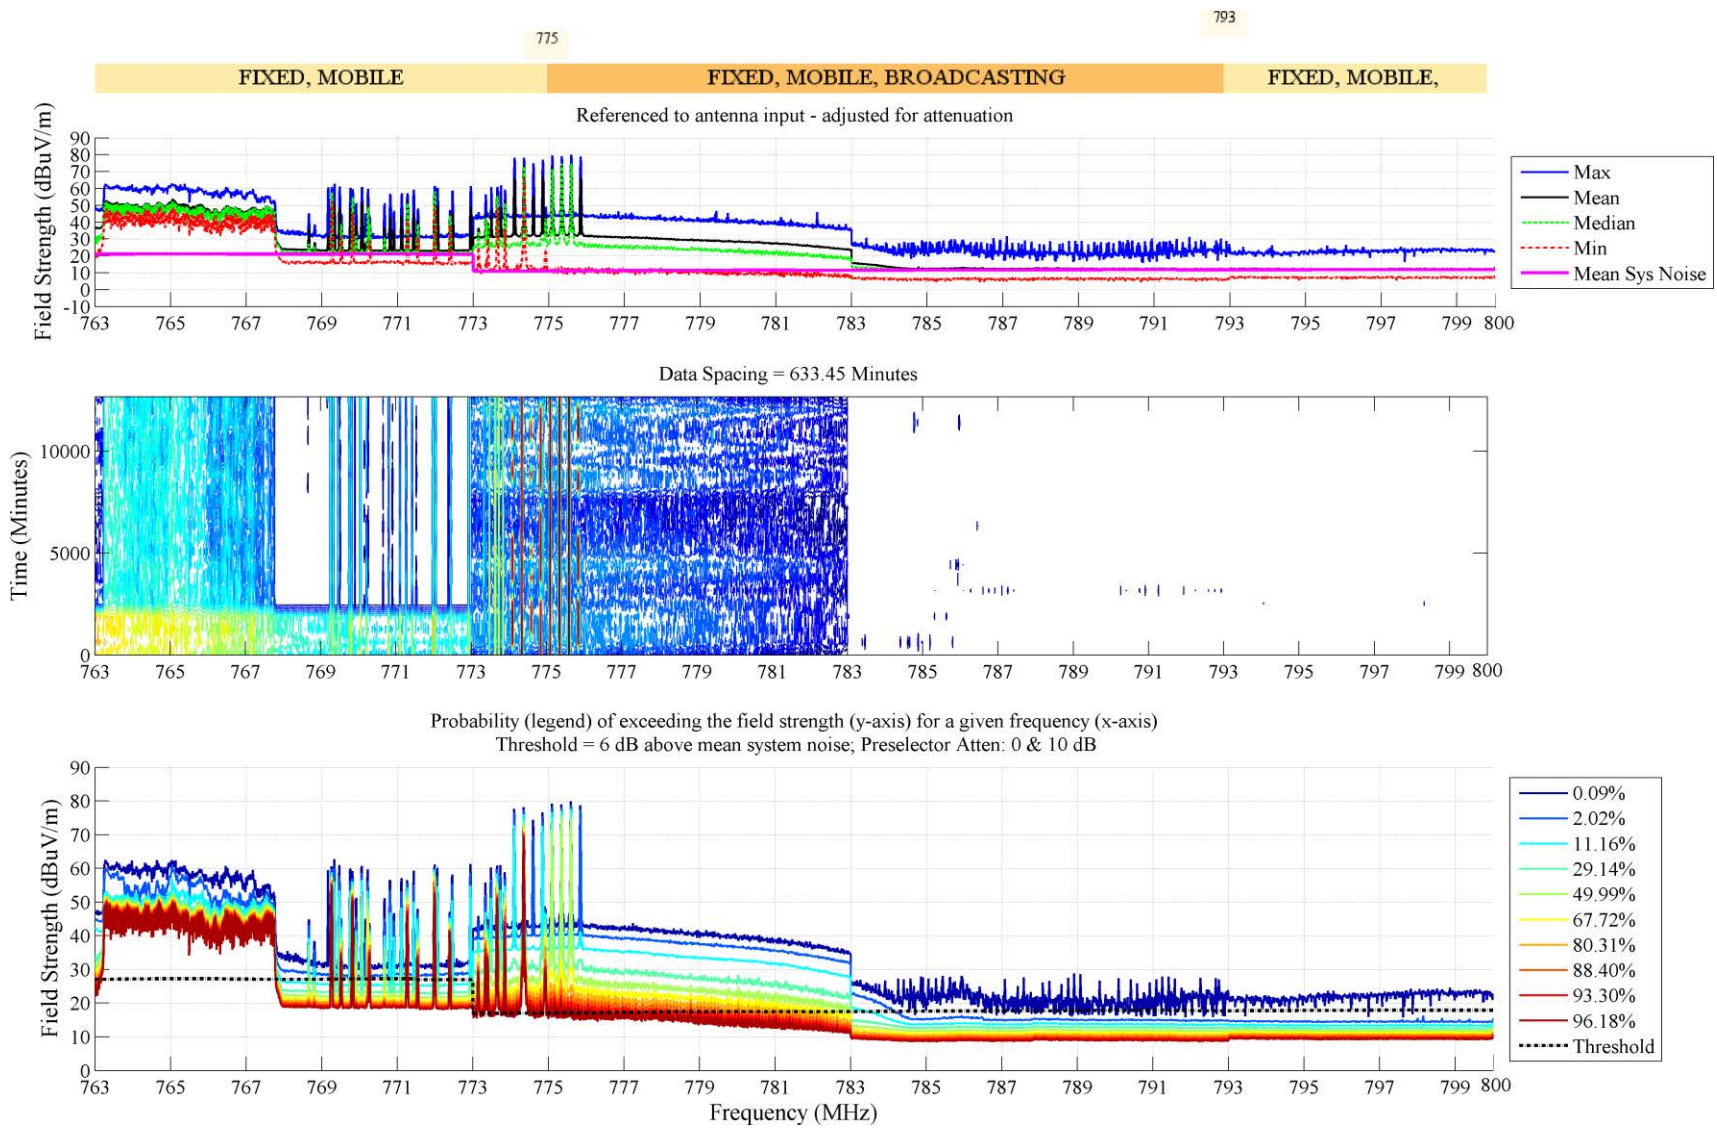 793
775
FIXED, MOBILE
FIXED, MOBILE, BROADCASTING
FIXED, MOBILE,
Referenced to antenna input - adjusted for attenuation
Field Strength (dBuV/m)
90
80
70
60
50
40
30
20
10
0
-10
763 765 767 769 771 773 775 777 779 781 783 785 787 789 791 793 795 797 799 800
Max
Mean
Median
Min
Mean Sys Noise
Data Spacing = 633.45 Minutes
Time (Minutes)
10000
5000
0
763 765 767 769 771 773 775 777 779 781 783 785 787 789 791 793 795 797 799 800
Probability (legend) of exceeding the field strength (y-axis) for a given frequency (x-axis)
Threshold = 6 dB above mean system noise; Preselector Atten: 0 & 10 dB
Field Strength (dBuV/m)
90
80
70
60
50
40
30
20
10
0
763 765 767 769 771 773 775 777 779 781 783 785 787 789 791 793 795 797 799 800
Frequency (MHz)
0.09%
2.02%
11.16%
29.14%
49.99%
67.72%
80.31%
88.40%
93.30%
96.18%
Threshold